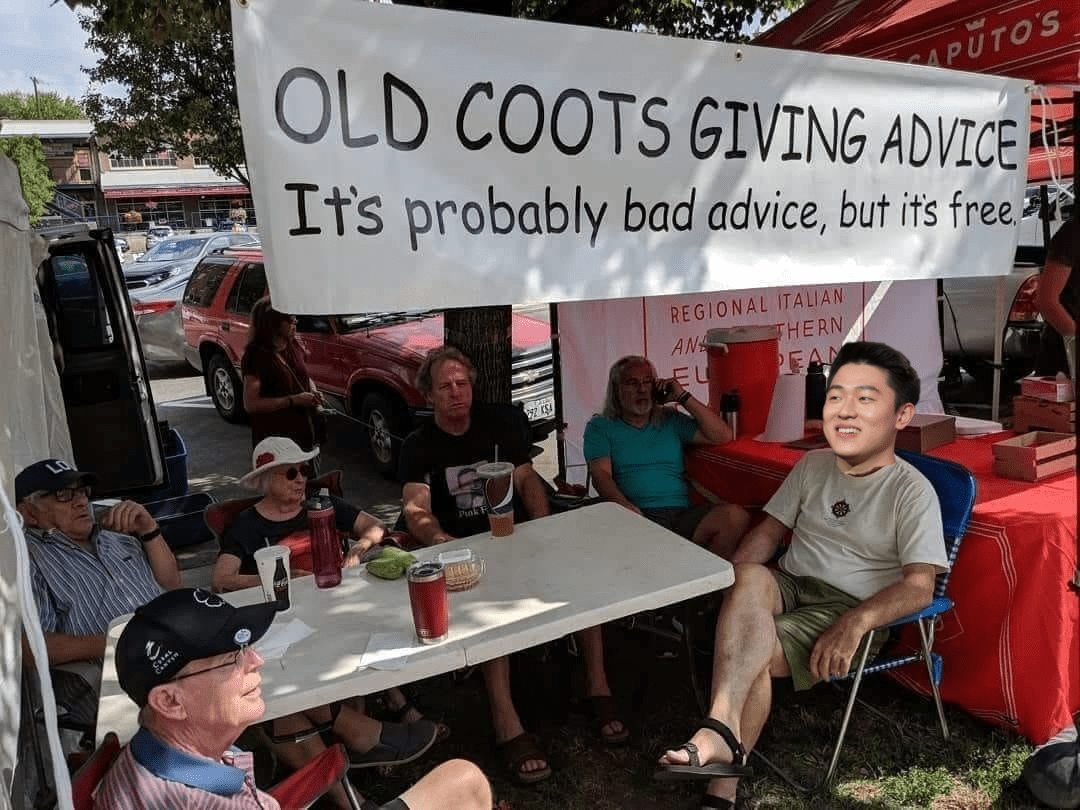 OLD COOTS GIVING ADVICE
It's probably bad advice, but it's free.
CAPUTO'S
REGIONAL ITALIAN